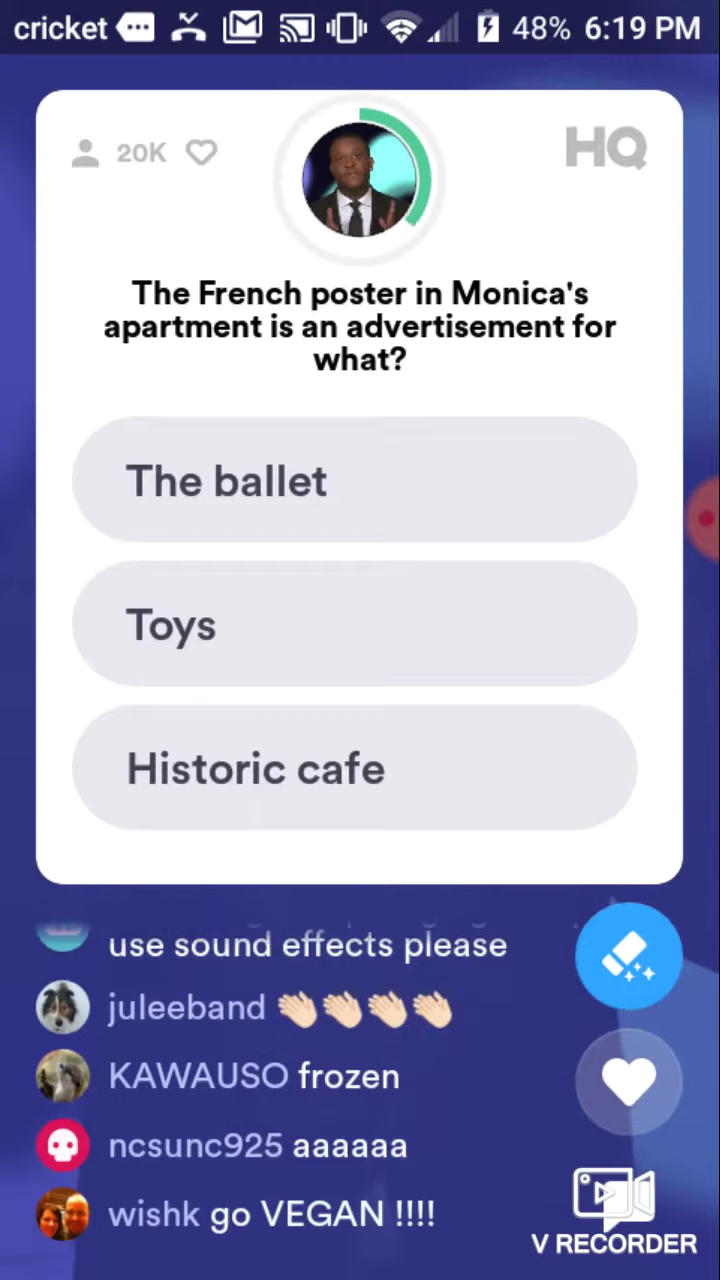 cricket 48% 6:19 PM
20K HQ
The French poster in Monica's
apartment is an advertisement for
what?
The ballet
Toys
Historic cafe
use sound effects please
juleeband 👏🏻👏🏻👏🏻👏🏻
KAWAUSO frozen
ncsunc925 aaaaaa
wishk go VEGAN !!!!
V RECORDER